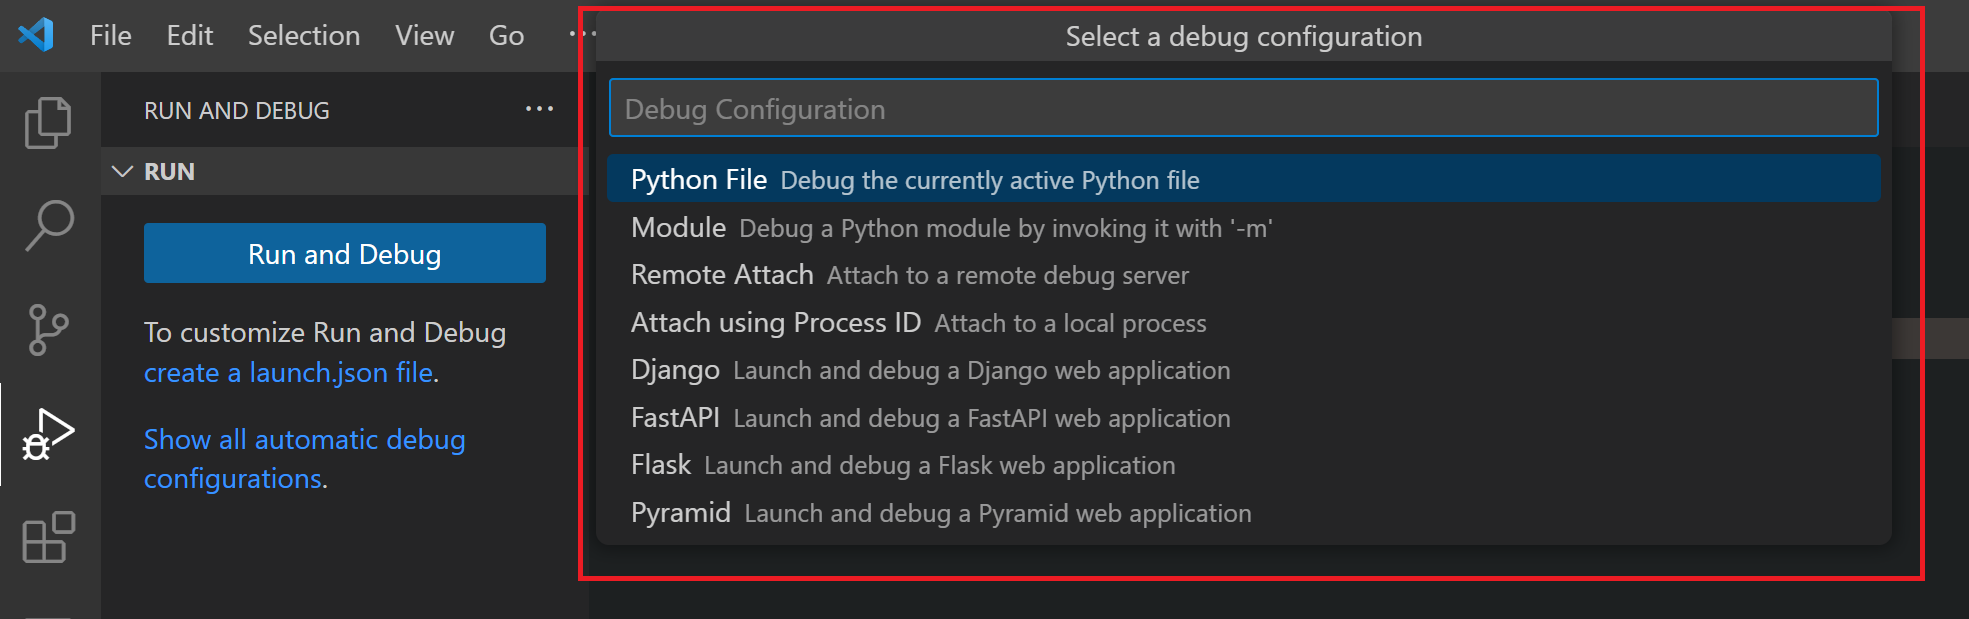 File Edit Selection View Go ···
Select a debug configuration
RUN AND DEBUG ···
Debug Configuration
RUN
Run and Debug
To customize Run and Debug
create a launch.json file.
Show all automatic debug
configurations.
Python File Debug the currently active Python file
Module Debug a Python module by invoking it with '-m'
Remote Attach Attach to a remote debug server
Attach using Process ID Attach to a local process
Django Launch and debug a Django web application
FastAPI Launch and debug a FastAPI web application
Flask Launch and debug a Flask web application
Pyramid Launch and debug a Pyramid web application